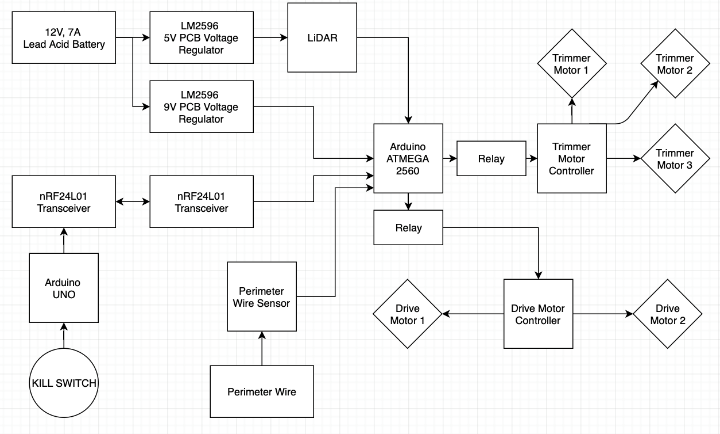 12V, 7A
Lead Acid Battery
LM2596
5V PCB Voltage
Regulator
LiDAR
Trimmer
Motor 1
Trimmer
Motor 2
LM2596
9V PCB Voltage
Regulator
Arduino
ATMEGA
2560
Relay
Trimmer
Motor
Controller
Trimmer
Motor 3
nRF24L01
Transceiver
nRF24L01
Transceiver
Relay
Arduino
UNO
Perimeter
Wire Sensor
Drive
Motor 1
Drive Motor
Controller
Drive
Motor 2
KILL SWITCH
Perimeter Wire